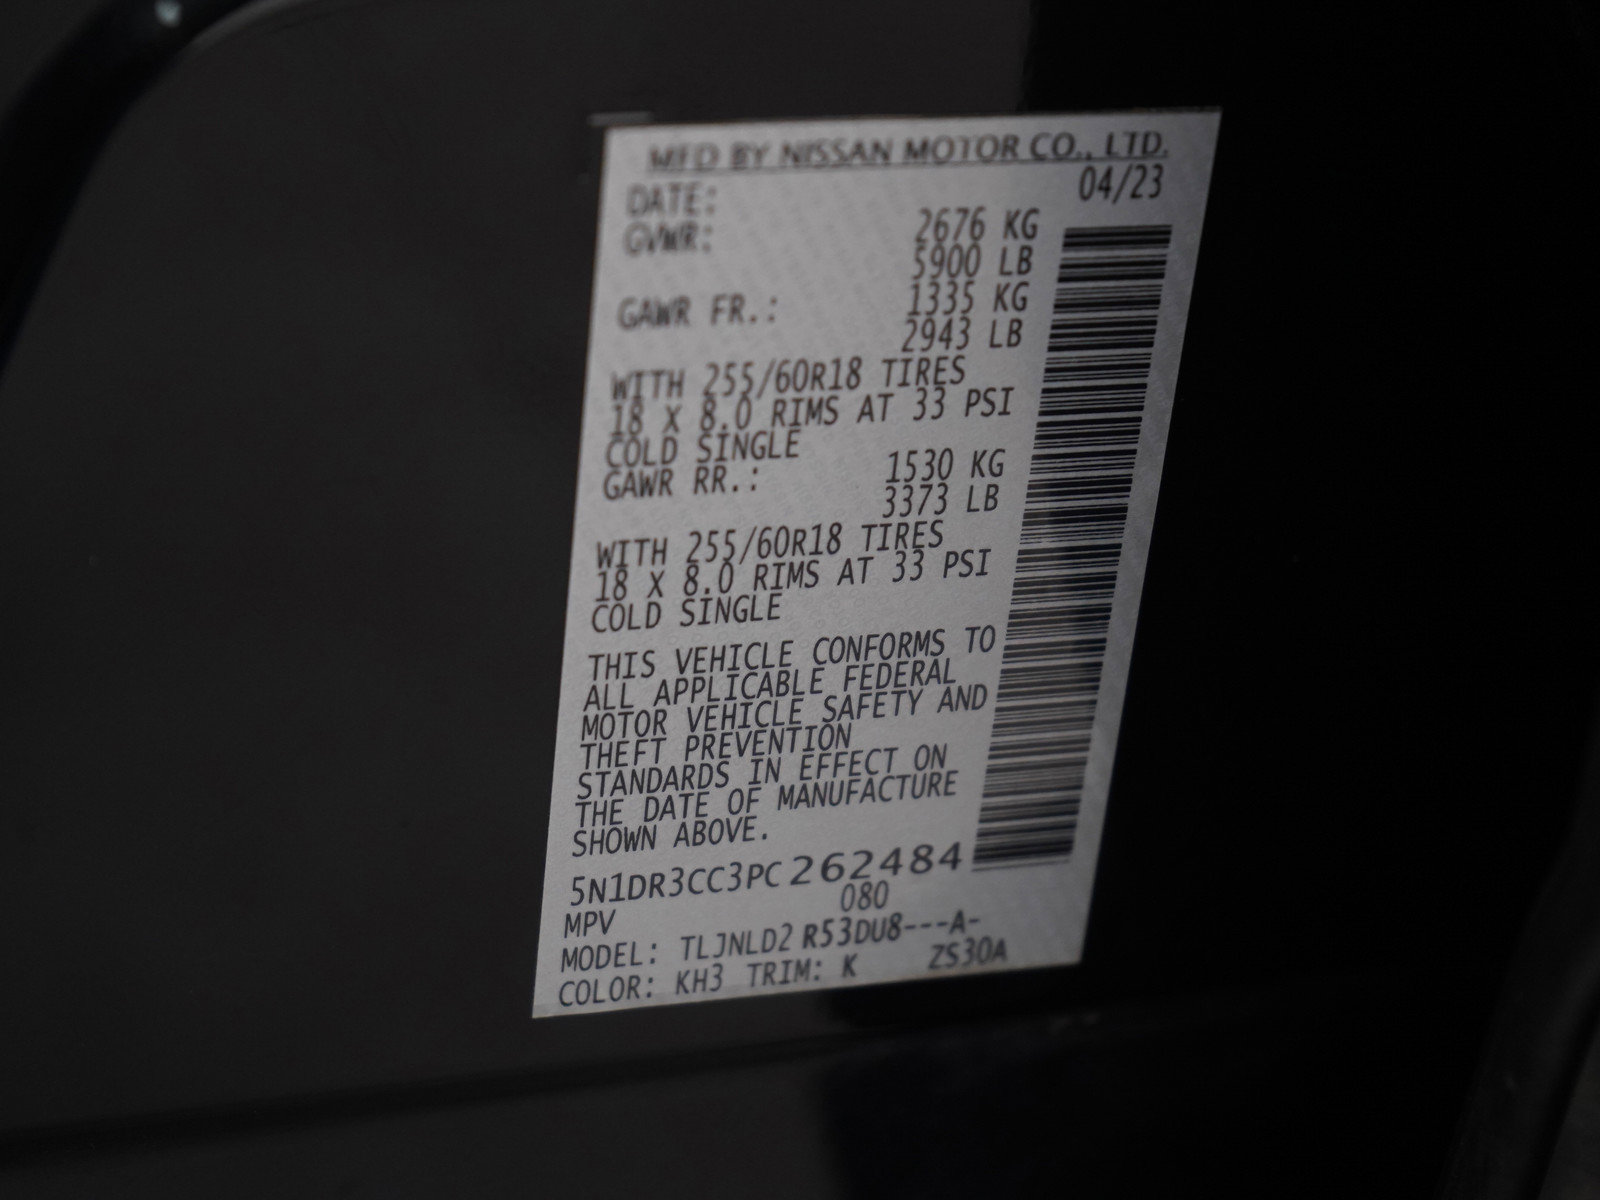 MFD BY NISSAN MOTOR CO., LTD.
DATE: 04/23
GVWR: 2676 KG
5900 LB
GAWR FR.: 1335 KG
2943 LB
WITH 255/60R18 TIRES
18 X 8.0 RIMS AT 33 PSI
COLD SINGLE
GAWR RR.: 1530 KG
3373 LB
WITH 255/60R18 TIRES
18 X 8.0 RIMS AT 33 PSI
COLD SINGLE
THIS VEHICLE CONFORMS TO
ALL APPLICABLE FEDERAL
MOTOR VEHICLE SAFETY AND
THEFT PREVENTION
STANDARDS IN EFFECT ON
THE DATE OF MANUFACTURE
SHOWN ABOVE.
5N1DR3CC3PC262484
MPV 080
MODEL: TLJNLD2 R53DU8---A-
COLOR: KH3 TRIM: K ZS30A